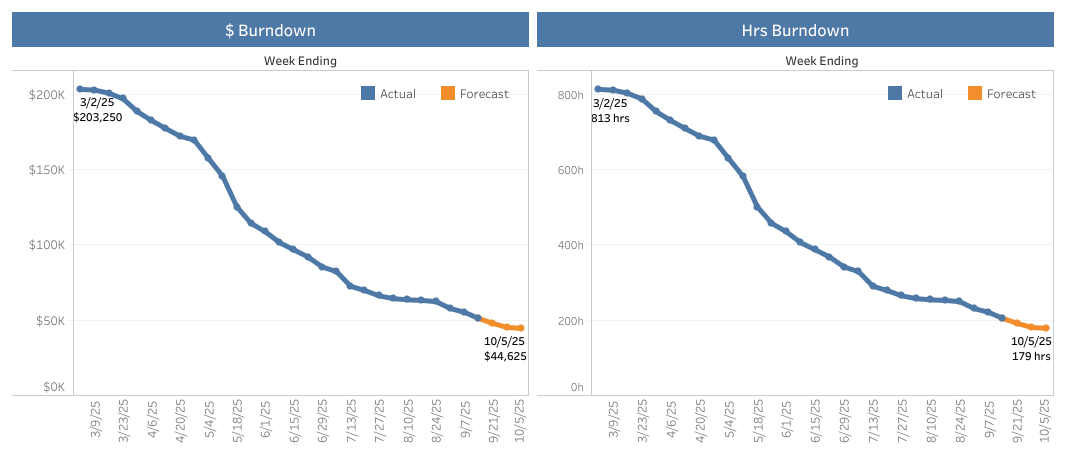 $ Burndown
Week Ending
Actual
Forecast
$200K
$150K
$100K
$50K
$0K
3/2/25
$203,250
10/5/25
$44,625
3/9/25
3/23/25
4/6/25
4/20/25
5/4/25
5/18/25
6/1/25
6/15/25
6/29/25
7/13/25
7/27/25
8/10/25
8/24/25
9/7/25
9/21/25
10/5/25
Hrs Burndown
Week Ending
Actual
Forecast
800h
600h
400h
200h
0h
3/2/25
813 hrs
10/5/25
179 hrs
3/9/25
3/23/25
4/6/25
4/20/25
5/4/25
5/18/25
6/1/25
6/15/25
6/29/25
7/13/25
7/27/25
8/10/25
8/24/25
9/7/25
9/21/25
10/5/25